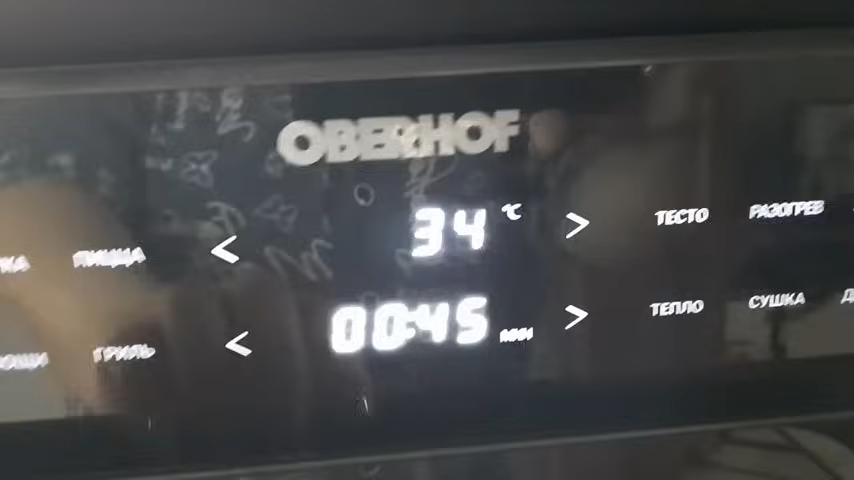 OBERHOF
ПИЦЦА < 34 °C > ТЕСТО РАЗОГРЕВ
ГРИЛЬ < 00:45 МИН > ТЕПЛО СУШКА